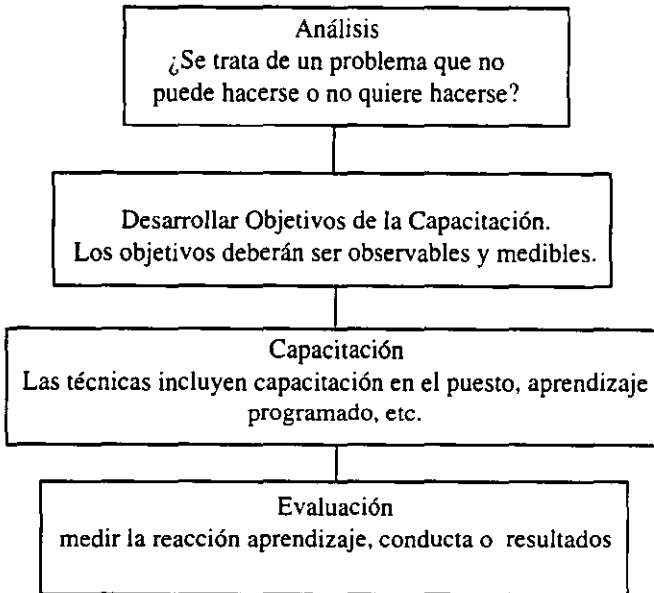 Análisis
¿Se trata de un problema que no
puede hacerse o no quiere hacerse?
Desarrollar Objetivos de la Capacitación.
Los objetivos deberán ser observables y medibles.
Capacitación
Las técnicas incluyen capacitación en el puesto, aprendizaje
programado, etc.
Evaluación
medir la reacción aprendizaje, conducta o resultados